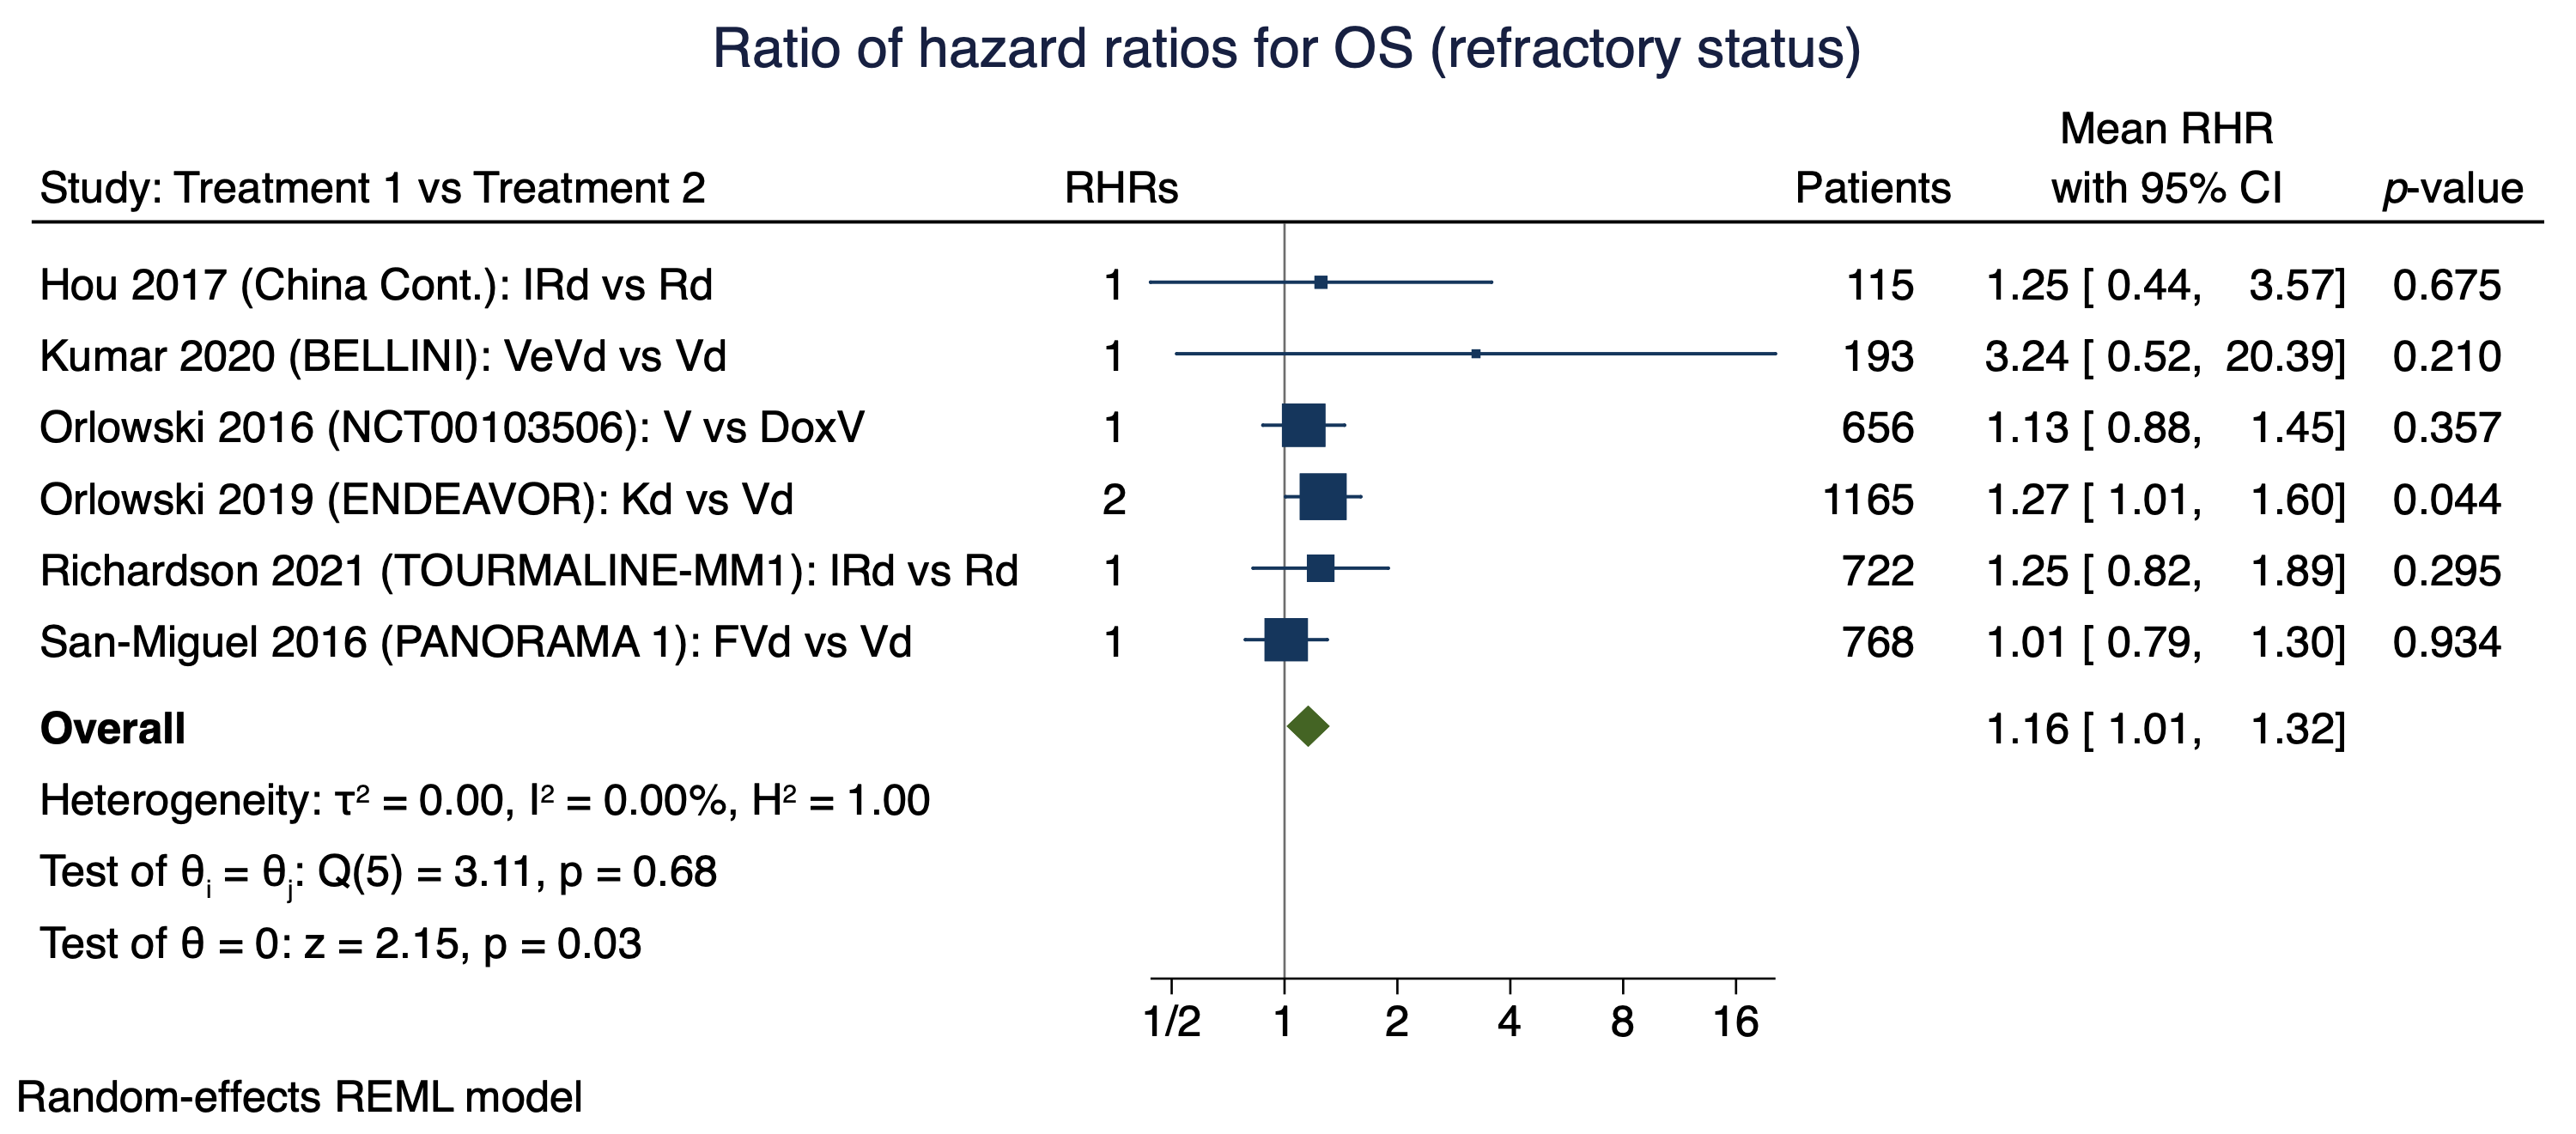 Ratio of hazard ratios for OS (refractory status)
Mean RHR
Study: Treatment 1 vs Treatment 2 RHRs Patients with 95% CI p-value
Hou 2017 (China Cont.): IRd vs Rd 1 115 1.25 [ 0.44, 3.57] 0.675
Kumar 2020 (BELLINI): VeVd vs Vd 1 193 3.24 [ 0.52, 20.39] 0.210
Orlowski 2016 (NCT00103506): V vs DoxV 1 656 1.13 [ 0.88, 1.45] 0.357
Orlowski 2019 (ENDEAVOR): Kd vs Vd 2 1165 1.27 [ 1.01, 1.60] 0.044
Richardson 2021 (TOURMALINE-MM1): IRd vs Rd 1 722 1.25 [ 0.82, 1.89] 0.295
San-Miguel 2016 (PANORAMA 1): FVd vs Vd 1 768 1.01 [ 0.79, 1.30] 0.934
Overall 1.16 [ 1.01, 1.32]
Heterogeneity: τ² = 0.00, I² = 0.00%, H² = 1.00
Test of θᵢ = θⱼ: Q(5) = 3.11, p = 0.68
Test of θ = 0: z = 2.15, p = 0.03
1/2 1 2 4 8 16
Random-effects REML model